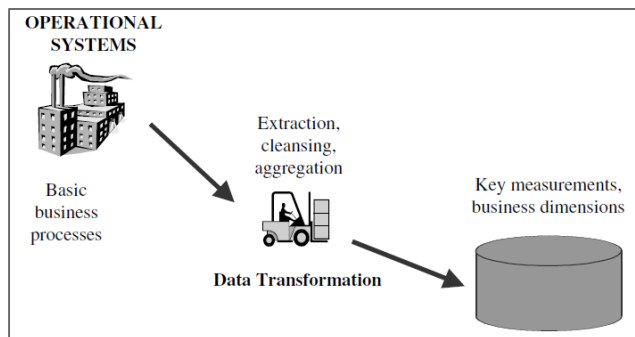 OPERATIONAL
SYSTEMS
Basic
business
processes
Extraction,
cleansing,
aggregation
Data Transformation
Key measurements,
business dimensions